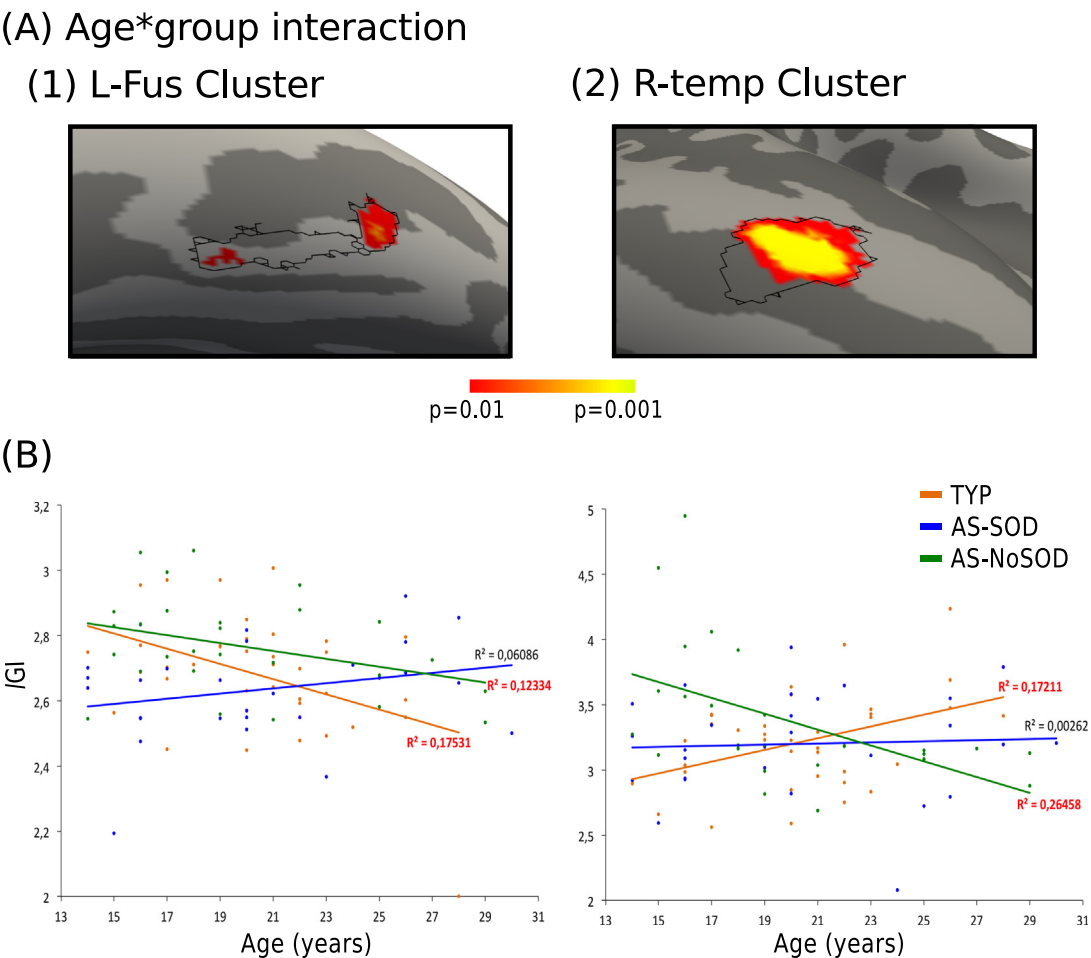 (A) Age*group interaction
(1) L-Fus Cluster
(2) R-temp Cluster
p=0.01 p=0.001
(B)
lGI
3,2
3
2,8
2,6
2,4
2,2
2
13 15 17 19 21 23 25 27 29 31
Age (years)
R² = 0,06086
R² = 0,12334
R² = 0,17531
TYP
AS-SOD
AS-NoSOD
5
4,5
4
3,5
3
2,5
2
13 15 17 19 21 23 25 27 29 31
Age (years)
R² = 0,17211
R² = 0,00262
R² = 0,26458